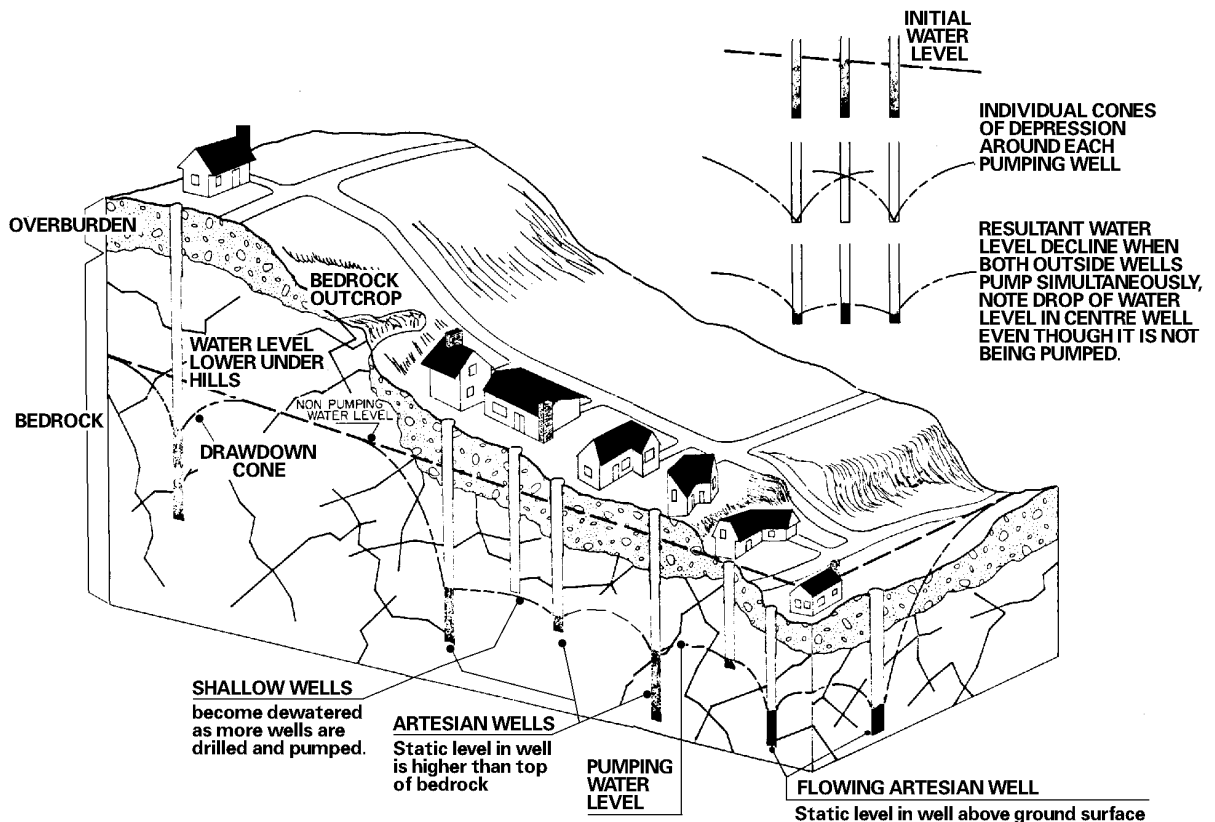 INITIAL
WATER
LEVEL
INDIVIDUAL CONES
OF DEPRESSION
AROUND EACH
PUMPING WELL
RESULTANT WATER
LEVEL DECLINE WHEN
BOTH OUTSIDE WELLS
PUMP SIMULTANEOUSLY,
NOTE DROP OF WATER
LEVEL IN CENTRE WELL
EVEN THOUGH IT IS NOT
BEING PUMPED.
OVERBURDEN
BEDROCK
OUTCROP
WATER LEVEL
LOWER UNDER
HILLS
NON PUMPING
WATER LEVEL
BEDROCK
DRAWDOWN
CONE
SHALLOW WELLS
become dewatered
as more wells are
drilled and pumped.
ARTESIAN WELLS
Static level in well
is higher than top
of bedrock
PUMPING
WATER
LEVEL
FLOWING ARTESIAN WELL
Static level in well above ground surface